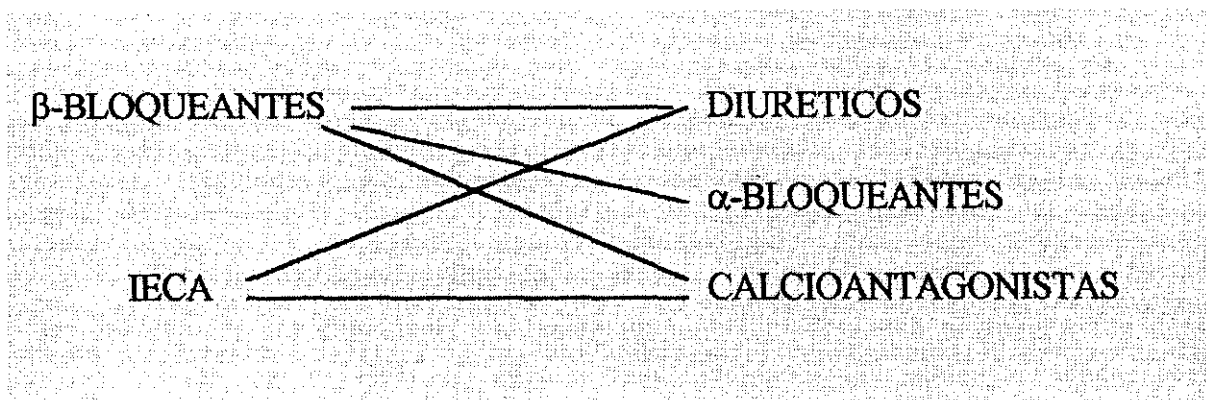 β-BLOQUEANTES
DIURETICOS
α-BLOQUEANTES
IECA
CALCIOANTAGONISTAS